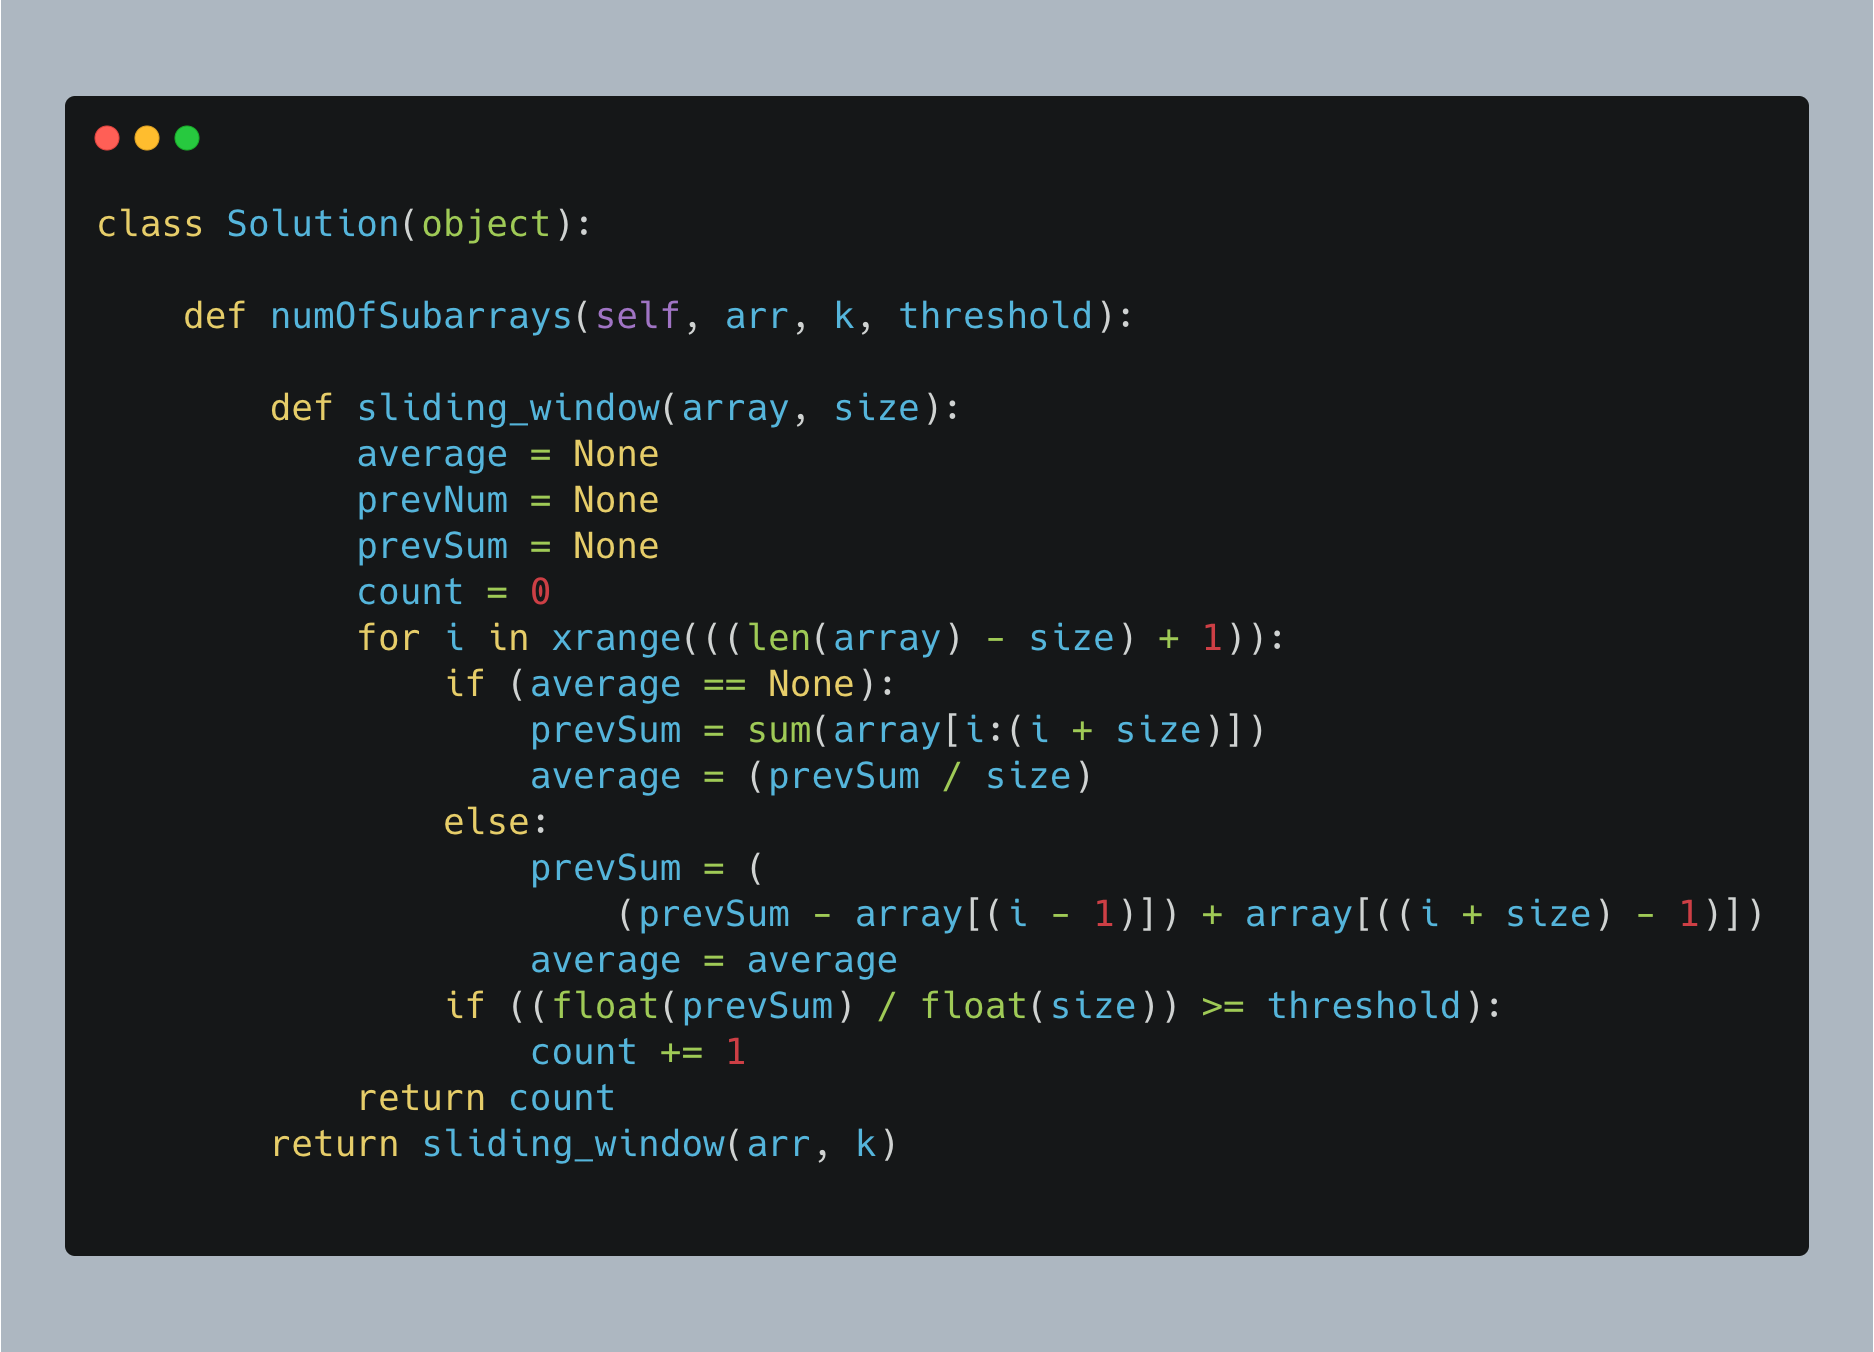 class Solution(object):
    def numOfSubarrays(self, arr, k, threshold):
        def sliding_window(array, size):
            average = None
            prevNum = None
            prevSum = None
            count = 0
            for i in xrange(((len(array) - size) + 1)):
                if (average == None):
                    prevSum = sum(array[i:(i + size)])
                    average = (prevSum / size)
                else:
                    prevSum = (
                        (prevSum - array[(i - 1)]) + array[((i + size) - 1)])
                    average = average
                if ((float(prevSum) / float(size)) >= threshold):
                    count += 1
            return count
        return sliding_window(arr, k)